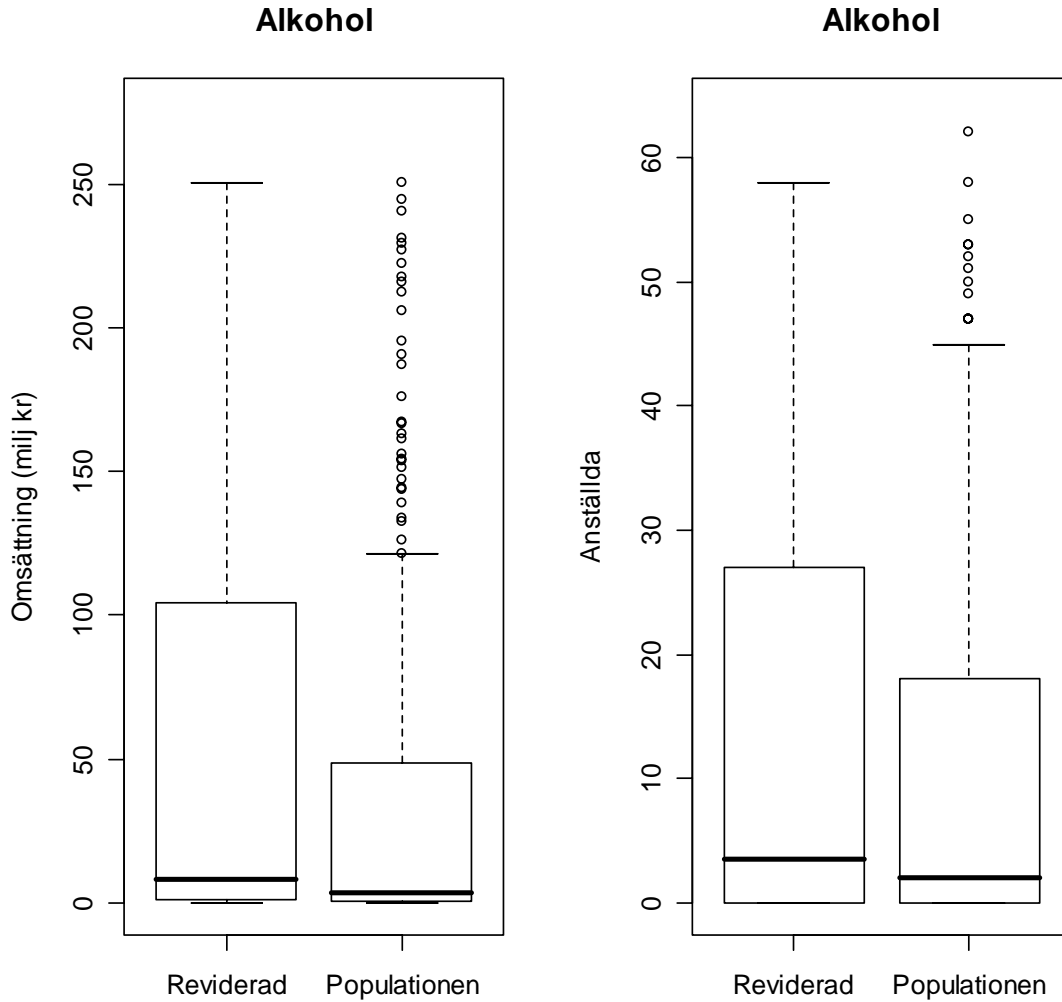 Alkohol
Omsättning (milj kr)
250
200
150
100
50
0
Reviderad Populationen
Alkohol
Anställda
60
50
40
30
20
10
0
Reviderad Populationen